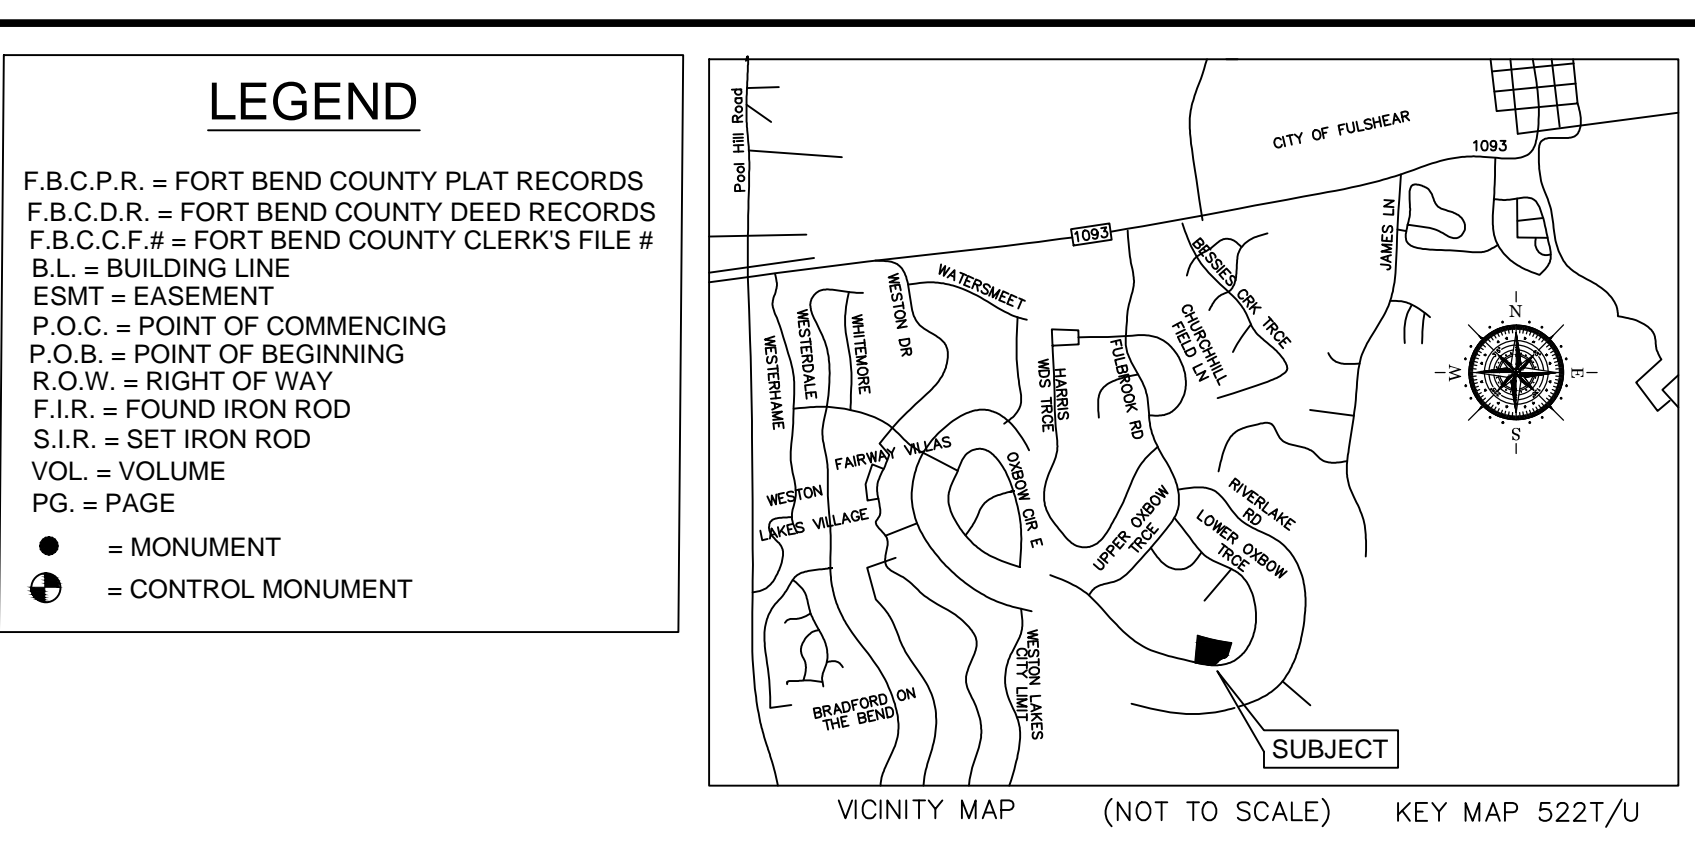 LEGEND
F.B.C.P.R. = FORT BEND COUNTY PLAT RECORDS
F.B.C.D.R. = FORT BEND COUNTY DEED RECORDS
F.B.C.C.F.# = FORT BEND COUNTY CLERK'S FILE #
B.L. = BUILDING LINE
ESMT = EASEMENT
P.O.C. = POINT OF COMMENCING
P.O.B. = POINT OF BEGINNING
R.O.W. = RIGHT OF WAY
F.I.R. = FOUND IRON ROD
S.I.R. = SET IRON ROD
VOL. = VOLUME
PG. = PAGE
= MONUMENT
= CONTROL MONUMENT
Pool Hill Road
CITY OF FULSHEAR
1093
1093
JAMES LN
BESSIES CRK TRCE
WATERSMEET
WESTON DR
WHITEMORE
WESTERDALE
WESTERHAME
CHURCHHILL
FIELD LN
FULBROOK RD
HARRIS
WDS TRCE
N
W
E
S
FAIRWAY VILLAS
WESTON
LAKES VILLAGE
OXBOW CIR E
UPPER OXBOW
TRCE
RIVERLAKE
RD
LOWER OXBOW
TRCE
WESTON LAKES
CITY LIMIT
BRADFORD ON
THE BEND
SUBJECT
VICINITY MAP (NOT TO SCALE) KEY MAP 522T/U